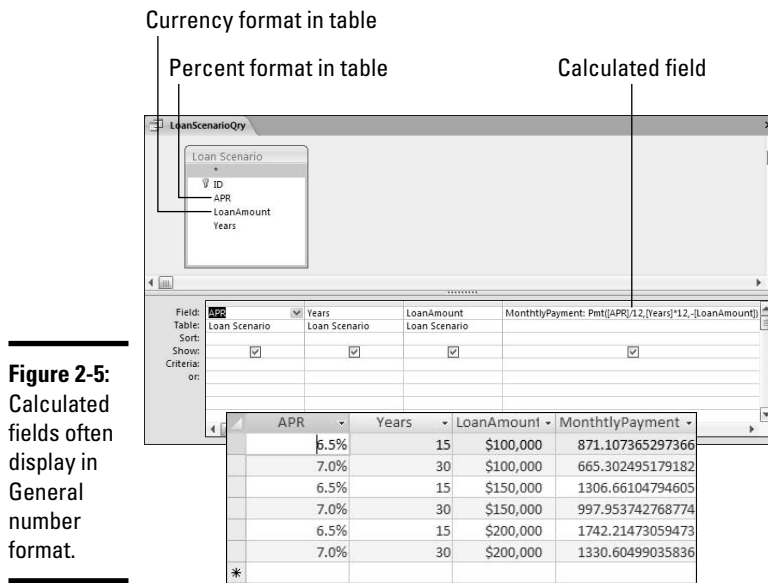 Currency format in table
Percent format in table
Calculated field
LoanScenarioQry
Loan Scenario
*
ID
APR
LoanAmount
Years
Field: APR Years LoanAmount MonthtlyPayment: Pmt([APR]/12,[Years]*12,-[LoanAmount])
Table: Loan Scenario Loan Scenario Loan Scenario
Sort:
Show:
Criteria:
or:
Figure 2-5:
Calculated
fields often
display in
General
number
format.
APR Years LoanAmount MonthtlyPayment
6.5% 15 $100,000 871.107365297366
7.0% 30 $100,000 665.302495179182
6.5% 15 $150,000 1306.66104794605
7.0% 30 $150,000 997.953742768774
6.5% 15 $200,000 1742.21473059473
7.0% 30 $200,000 1330.60499035836
*